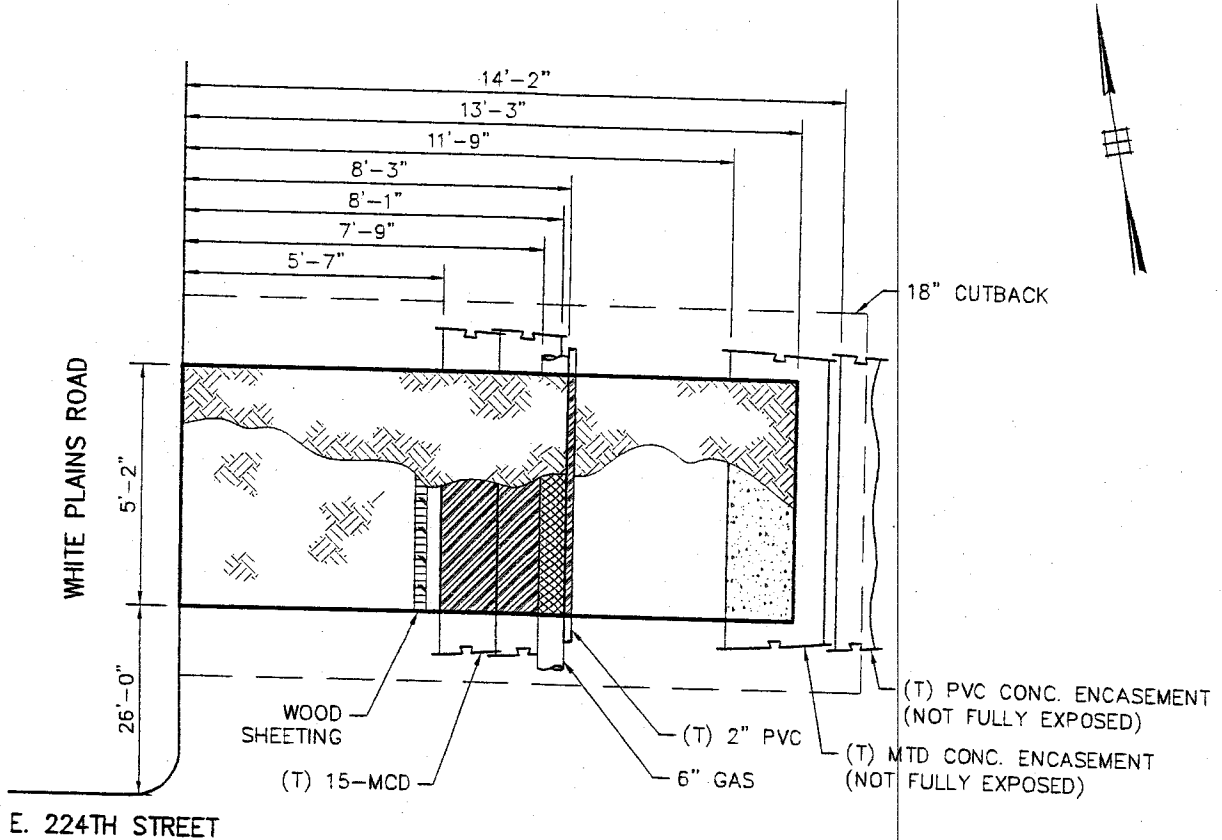 14'-2"
13'-3"
11'-9"
8'-3"
8'-1"
7'-9"
5'-7"
18" CUTBACK
WHITE PLAINS ROAD
5'-2"
26'-0"
WOOD
SHEETING
(T) 15-MCD
(T) 2" PVC
6" GAS
(T) PVC CONC. ENCASEMENT
(NOT FULLY EXPOSED)
(T) MTD CONC. ENCASEMENT
(NOT FULLY EXPOSED)
E. 224TH STREET